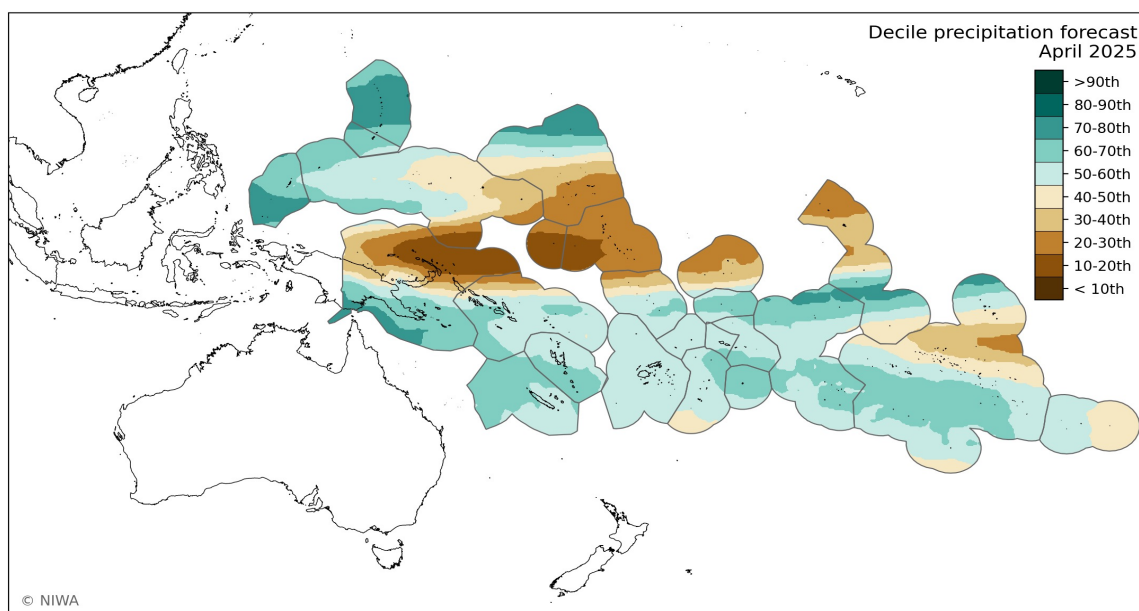 Decile precipitation forecast
April 2025
>90th
80-90th
70-80th
60-70th
50-60th
40-50th
30-40th
20-30th
10-20th
< 10th
© NIWA